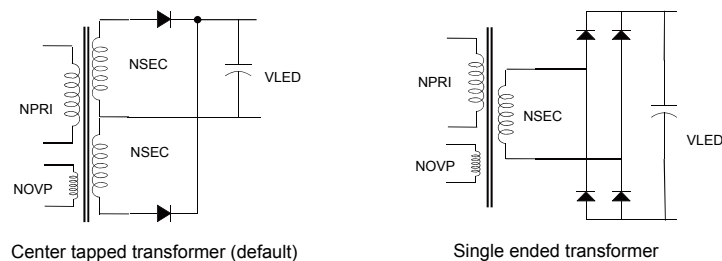 NPRI
NSEC
VLED
NSEC
NOVP
Center tapped transformer (default)
NPRI
NSEC
VLED
NOVP
Single ended transformer